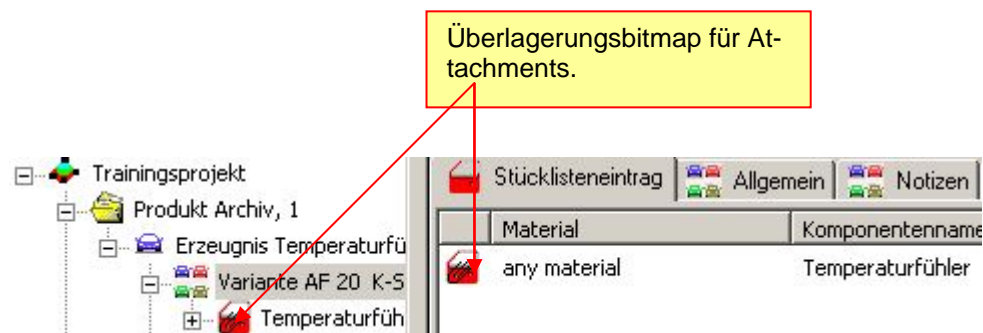 Überlagerungsbitmap für At-
tachments.
Trainingsprojekt
Produkt Archiv, 1
Erzeugnis Temperaturfü
Variante AF 20 K-S
Temperaturfüh
Stücklisteneintrag Allgemein Notizen
Material Komponentenname
any material Temperaturfühler